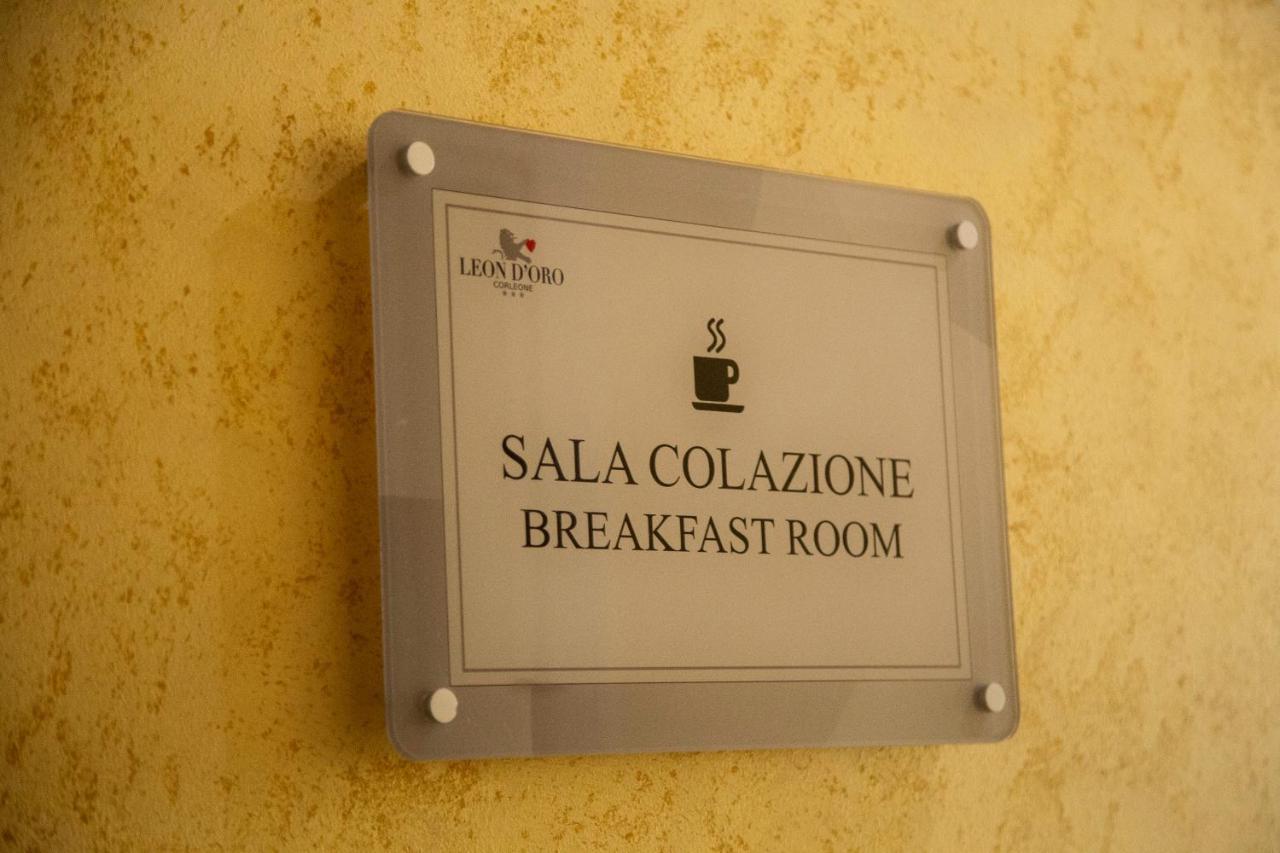 LEON D'ORO
CORLEONE
SALA COLAZIONE
BREAKFAST ROOM